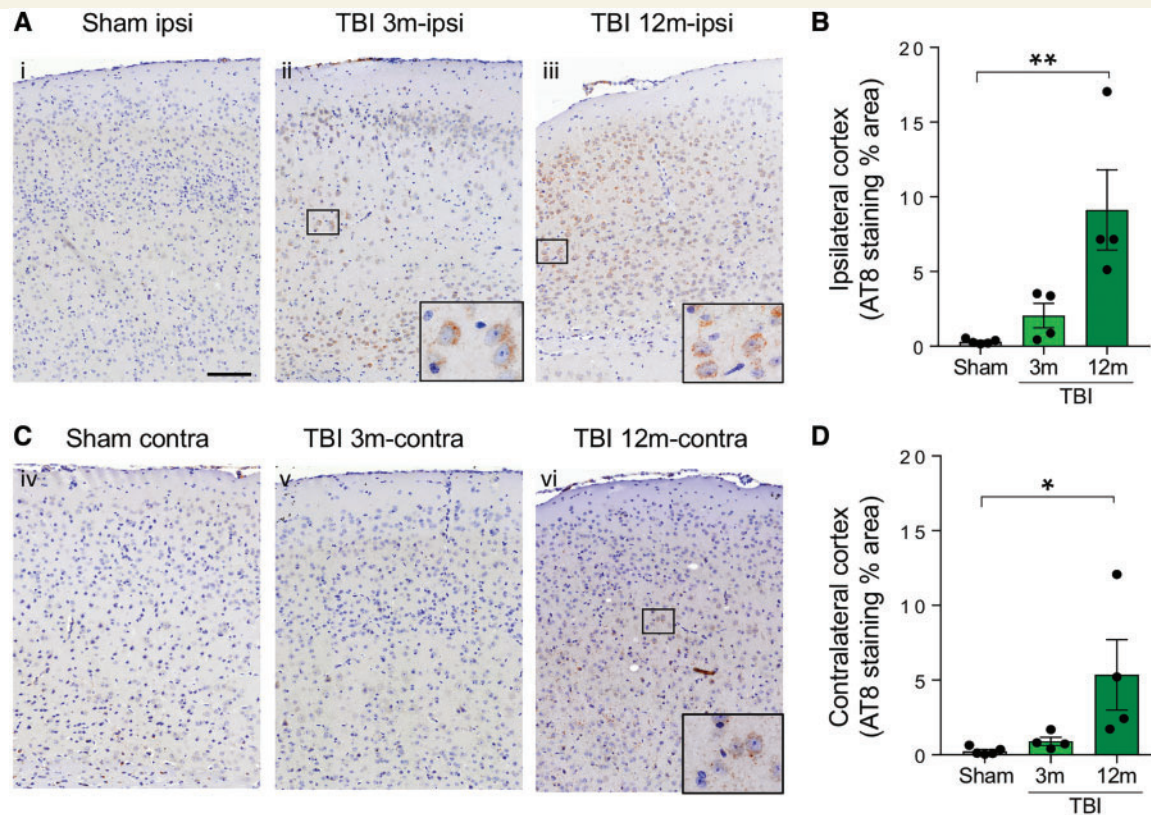 A
Sham ipsi
TBI 3m-ipsi
TBI 12m-ipsi
i
ii
iii
B
Ipsilateral cortex
(AT8 staining % area)
20
15
10
5
0
**
Sham
3m
12m
TBI
C
Sham contra
TBI 3m-contra
TBI 12m-contra
iv
v
vi
D
Contralateral cortex
(AT8 staining % area)
20
15
10
5
0
*
Sham
3m
12m
TBI